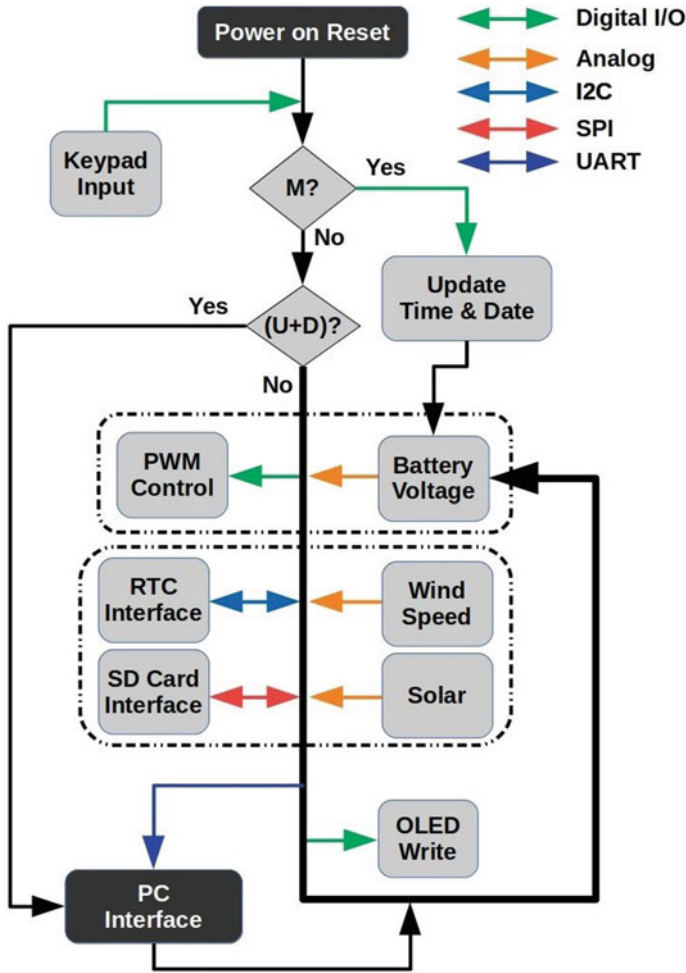 Power on Reset
Digital I/O
Analog
I2C
SPI
UART
Keypad
Input
M?
Yes
No
Update
Time & Date
Yes
(U+D)?
No
PWM
Control
Battery
Voltage
RTC
Interface
Wind
Speed
SD Card
Interface
Solar
OLED
Write
PC
Interface